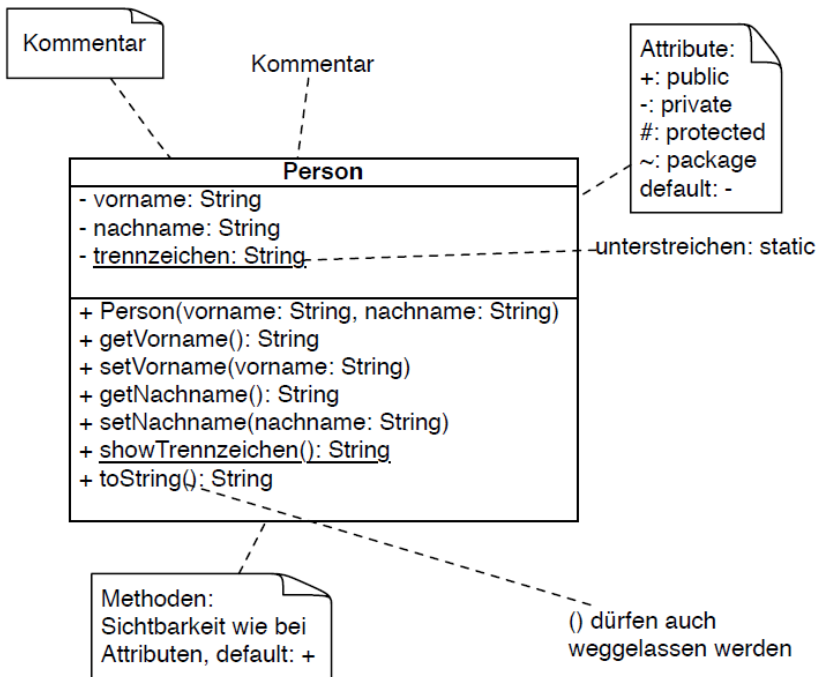 Kommentar
Kommentar
Attribute:
+: public
-: private
#: protected
~: package
default: -
Person
- vorname: String
- nachname: String
- trennzeichen: String
unterstreichen: static
+ Person(vorname: String, nachname: String)
+ getVorname(): String
+ setVorname(vorname: String)
+ getNachname(): String
+ setNachname(nachname: String)
+ showTrennzeichen(): String
+ toString(): String
Methoden:
Sichtbarkeit wie bei
Attributen, default: +
() dürfen auch
weggelassen werden